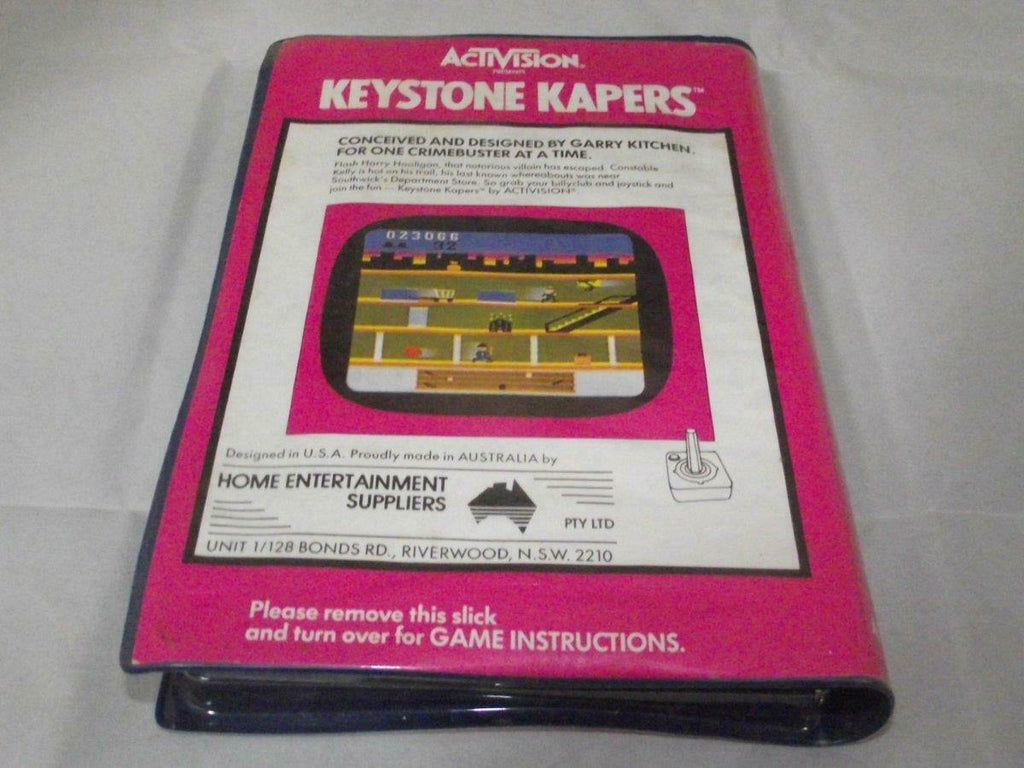 ACTIVISION®
PRESENTS
KEYSTONE KAPERS™
CONCEIVED AND DESIGNED BY GARRY KITCHEN.
FOR ONE CRIMEBUSTER AT A TIME.
Flash Harry Hooligan, that notorious villain has escaped. Constable
Kelly is hot on his trail, his last known whereabouts was near
Southwick's Department Store. So grab your billyclub and joystick and
join the fun — Keystone Kapers™ by ACTIVISION®
023066
32
Designed in U.S.A. Proudly made in AUSTRALIA by
HOME ENTERTAINMENT
SUPPLIERS
PTY LTD
UNIT 1/128 BONDS RD., RIVERWOOD, N.S.W. 2210
Please remove this slick
and turn over for GAME INSTRUCTIONS.